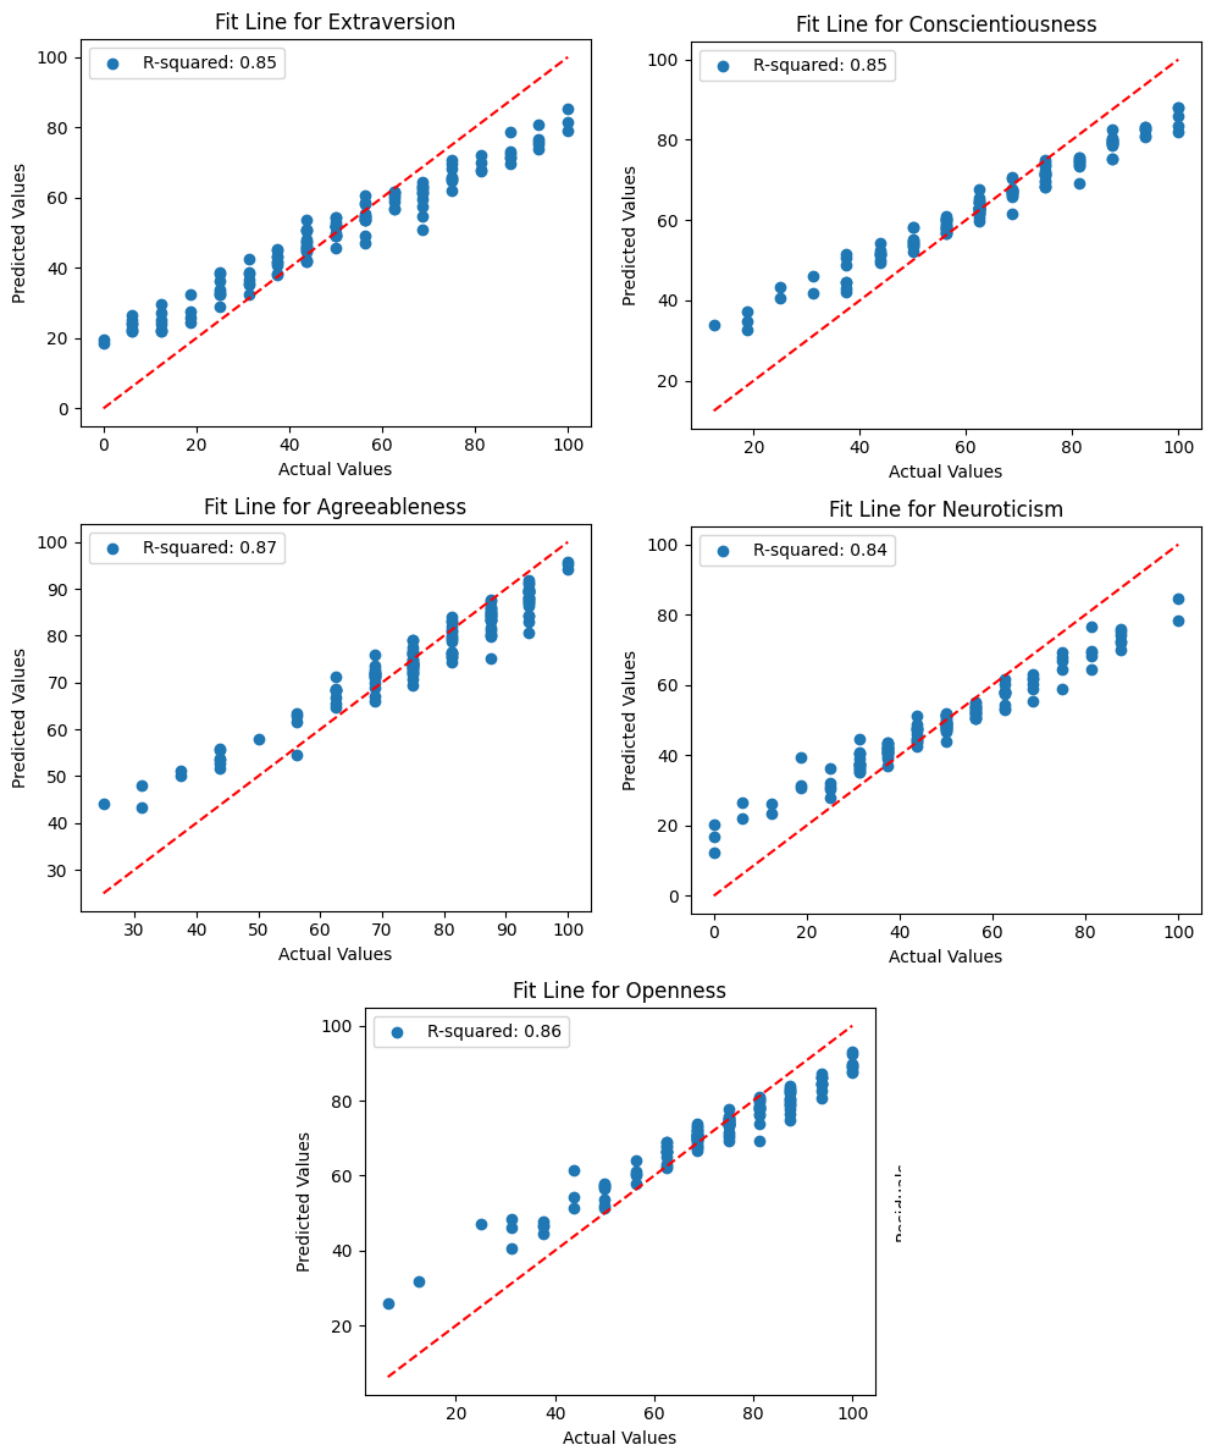 Fit Line for Extraversion
R-squared: 0.85
100
80
60
40
20
0
Predicted Values
0 20 40 60 80 100
Actual Values
Fit Line for Conscientiousness
R-squared: 0.85
100
80
60
40
20
Predicted Values
20 40 60 80 100
Actual Values
Fit Line for Agreeableness
R-squared: 0.87
100
90
80
70
60
50
40
30
Predicted Values
30 40 50 60 70 80 90 100
Actual Values
Fit Line for Neuroticism
R-squared: 0.84
100
80
60
40
20
0
Predicted Values
0 20 40 60 80 100
Actual Values
Fit Line for Openness
R-squared: 0.86
100
80
60
40
20
Predicted Values
20 40 60 80 100
Actual Values